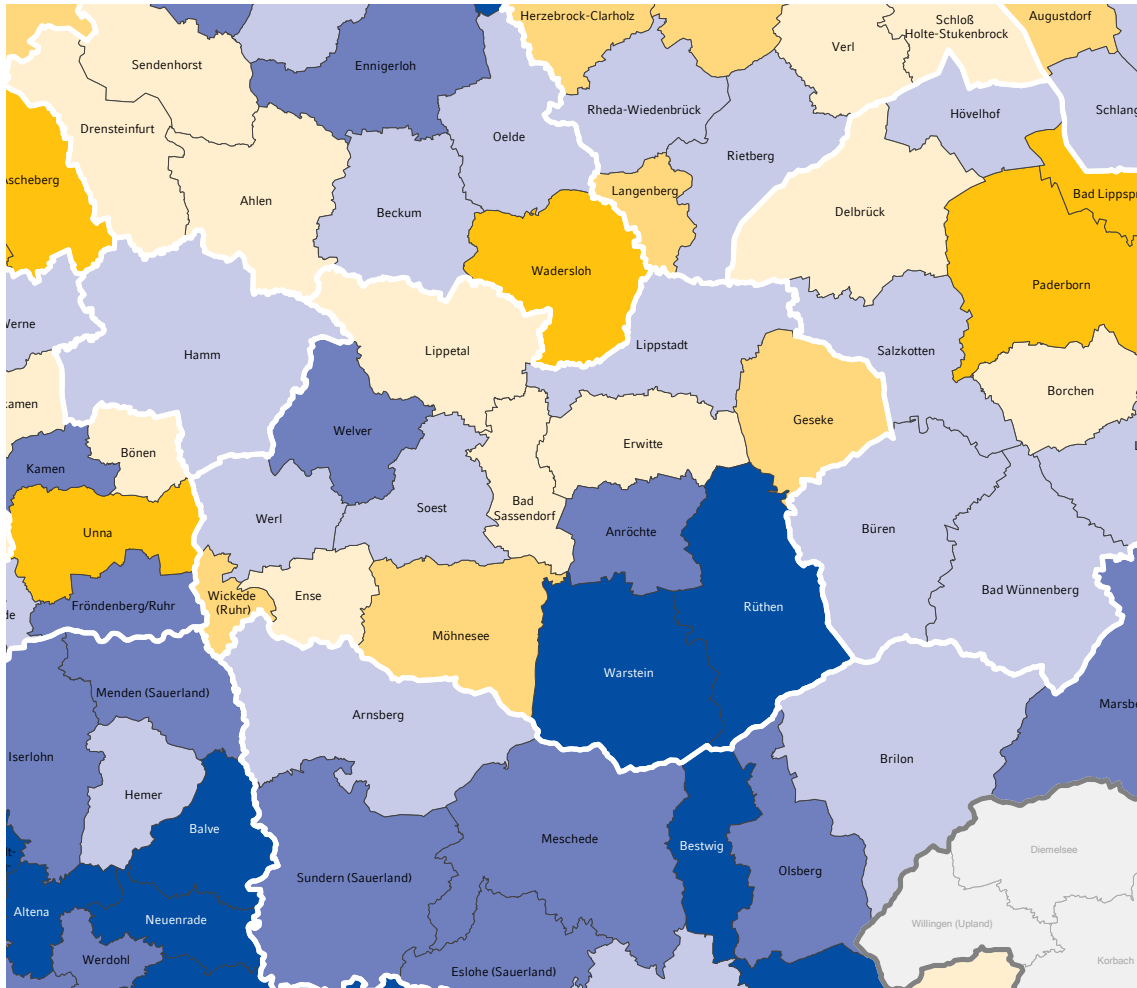 Herzebrock-Clarholz
Augustdorf
Schloß
Holte-Stukenbrock
Verl
Sendenhorst
Ennigerloh
Rheda-Wiedenbrück
Hövelhof
Schlang
Drensteinfurt
Oelde
Rietberg
Ascheberg
Langenberg
Bad Lippspr
Ahlen
Beckum
Delbrück
Wadersloh
Paderborn
Werne
Hamm
Lippetal
Lippstadt
Salzkotten
Borchen
kamen
Geseke
Welver
Erwitte
Bönen
Kamen
Bad
Sassendorf
Werl
Soest
Unna
Anröchte
Büren
Bad Wünnenberg
Wickede
(Ruhr)
Ense
Fröndenberg/Ruhr
Rüthen
de
Möhnesee
Warstein
Menden (Sauerland)
Marsbe
Arnsberg
Iserlohn
Brilon
Hemer
Balve
Meschede
Bestwig
Diemelsee
Olsberg
Sundern (Sauerland)
Altena
Neuenrade
Willingen (Upland)
Werdohl
Korbach
Eslohe (Sauerland)